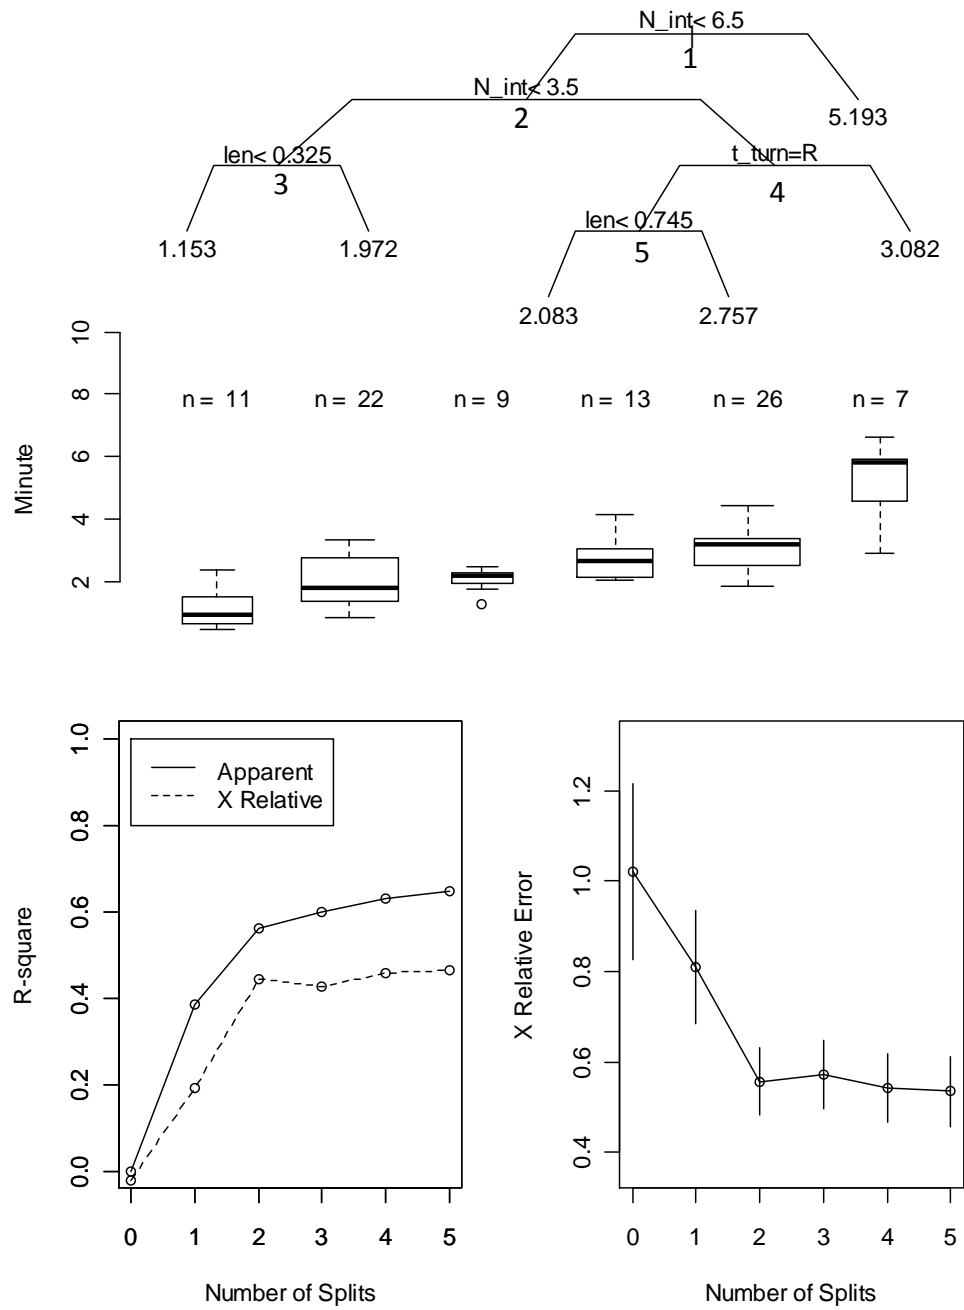 N_int< 6.5
1
N_int< 3.5
2
5.193
len< 0.325
3
t_turn=R
4
1.153
1.972
len< 0.745
5
3.082
2.083
2.757
Minute
10
8
6
4
2
n = 11
n = 22
n = 9
n = 13
n = 26
n = 7
R-square
1.0
0.8
0.6
0.4
0.2
0.0
Apparent
X Relative
0 1 2 3 4 5
Number of Splits
X Relative Error
1.2
1.0
0.8
0.6
0.4
0 1 2 3 4 5
Number of Splits